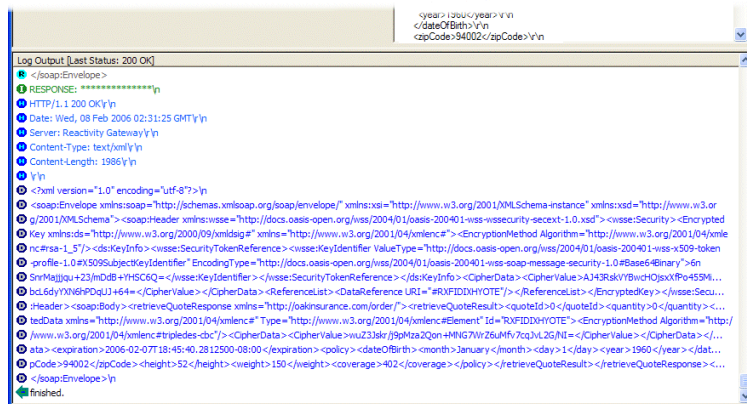 <year>1960</year>\r\n
</dateOfBirth>\r\n
<zipCode>94002</zipCode>\r\n
Log Output [Last Status: 200 OK]
R </soap:Envelope>
I RESPONSE: **************\n
H HTTP/1.1 200 OK\r\n
H Date: Wed, 08 Feb 2006 02:31:25 GMT\r\n
H Server: Reactivity Gateway\r\n
H Content-Type: text/xml\r\n
H Content-Length: 1986\r\n
H \r\n
D <?xml version="1.0" encoding="utf-8"?>\n
D <soap:Envelope xmlns:soap="http://schemas.xmlsoap.org/soap/envelope/" xmlns:xsi="http://www.w3.org/2001/XMLSchema-instance" xmlns:xsd="http://www.w3.or
D g/2001/XMLSchema"><soap:Header xmlns:wsse="http://docs.oasis-open.org/wss/2004/01/oasis-200401-wss-wssecurity-secext-1.0.xsd"><wsse:Security><Encrypted
D Key xmlns:ds="http://www.w3.org/2000/09/xmldsig#" xmlns="http://www.w3.org/2001/04/xmlenc#"><EncryptionMethod Algorithm="http://www.w3.org/2001/04/xmle
D nc#rsa-1_5"/><ds:KeyInfo><wsse:SecurityTokenReference><wsse:KeyIdentifier ValueType="http://docs.oasis-open.org/wss/2004/01/oasis-200401-wss-x509-token
D -profile-1.0#X509SubjectKeyIdentifier" EncodingType="http://docs.oasis-open.org/wss/2004/01/oasis-200401-wss-soap-message-security-1.0#Base64Binary">6n
D SnrMajjjqu+23/mDdB+YHSC6Q=</wsse:KeyIdentifier></wsse:SecurityTokenReference></ds:KeyInfo><CipherData><CipherValue>AJ43RskVYBwcHOjsxXfPo455Mi...
D bcL6dyYXN6hPDqUJ+64=</CipherValue></CipherData><ReferenceList><DataReference URI="#RXFIDIXHYOTE"/></ReferenceList></EncryptedKey></wsse:Secu...
D :Header><soap:Body><retrieveQuoteResponse xmlns="http://oakinsurance.com/order/"><retrieveQuoteResult><quoteId>0</quoteId><quantity>0</quantity><...
D tedData xmlns="http://www.w3.org/2001/04/xmlenc#" Type="http://www.w3.org/2001/04/xmlenc#Element" Id="RXFIDIXHYOTE"><EncryptionMethod Algorithm="http:/
D /www.w3.org/2001/04/xmlenc#tripledes-cbc"/><CipherData><CipherValue>wuZ3Jskr/j9pMza2Qon+MNG7WrZ6uMfv7cqJvL2G/NI=</CipherValue></CipherData></...
D ata><expiration>2006-02-07T18:45:40.2812500-08:00</expiration><policy><dateOfBirth><month>January</month><day>1</day><year>1960</year></dat...
D pCode>94002</zipCode><height>52</height><weight>150</weight><coverage>402</coverage></policy></retrieveQuoteResult></retrieveQuoteResponse><...
D </soap:Envelope>\n
finished.